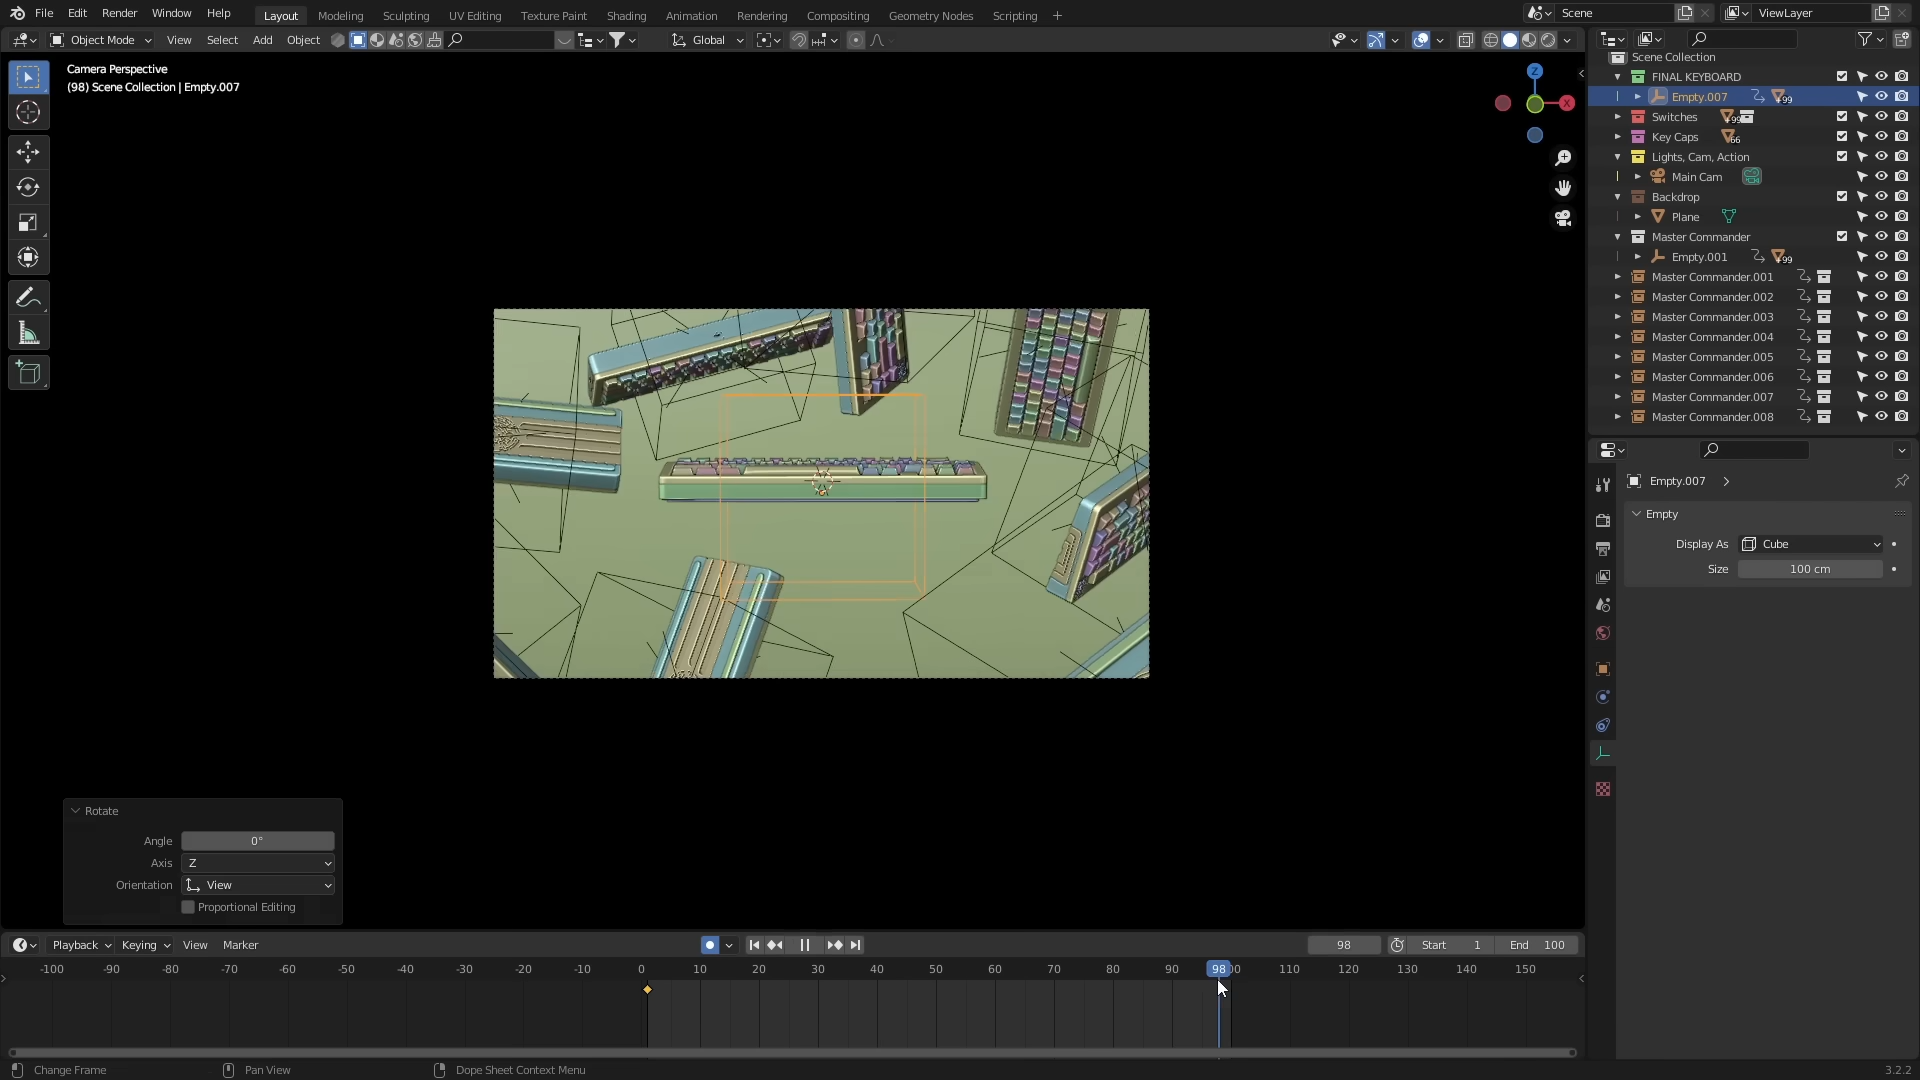 File Edit Render Window Help Layout Modeling Sculpting UV Editing Texture Paint Shading Animation Rendering Compositing Geometry Nodes Scripting + Scene ViewLayer
Object Mode View Select Add Object Global
Camera Perspective
(98) Scene Collection | Empty.007
Z
X
Scene Collection
FINAL KEYBOARD
Empty.007 +99
Switches +99
Key Caps 66
Lights, Cam, Action
Main Cam
Backdrop
Plane
Master Commander
Empty.001 +99
Master Commander.001
Master Commander.002
Master Commander.003
Master Commander.004
Master Commander.005
Master Commander.006
Master Commander.007
Master Commander.008
Empty.007
Empty
Display As Cube
Size 100 cm
Rotate
Angle 0°
Axis Z
Orientation View
Proportional Editing
Playback Keying View Marker 98 Start 1 End 100
-100 -90 -80 -70 -60 -50 -40 -30 -20 -10 0 10 20 30 40 50 60 70 80 90 98 110 120 130 140 150
Change Frame Pan View Dope Sheet Context Menu 3.2.2